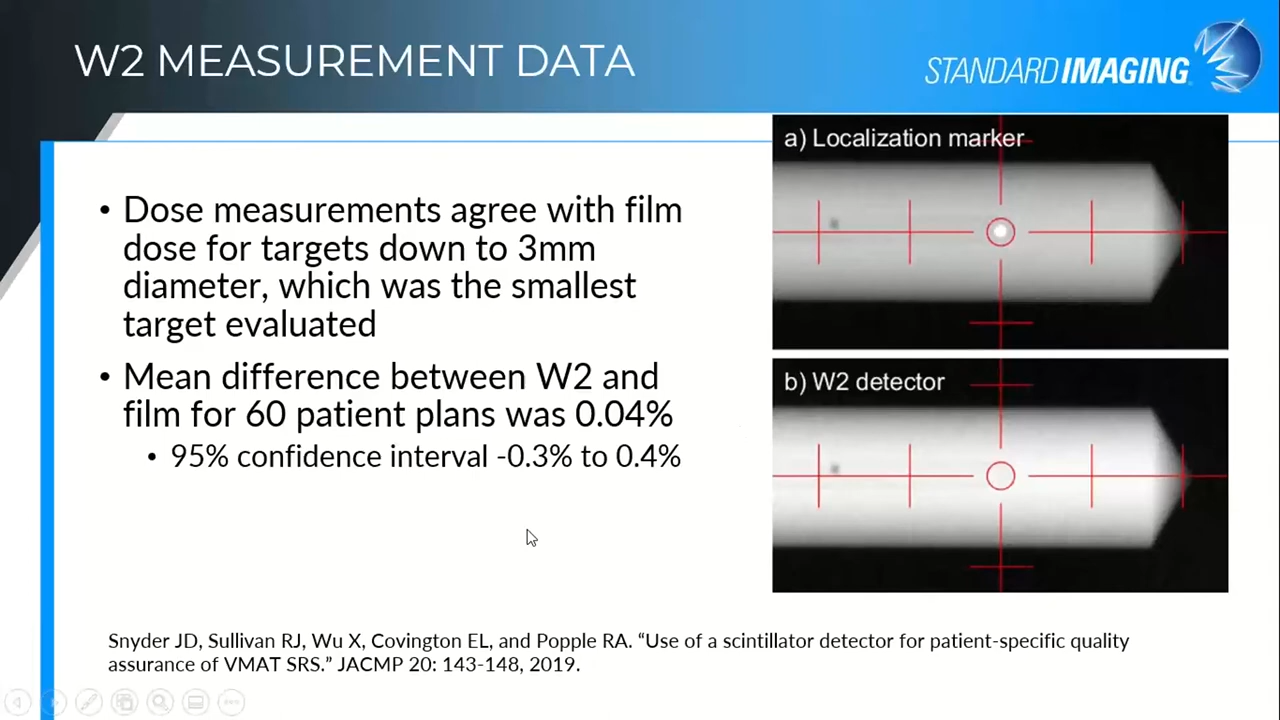 W2 MEASUREMENT DATA
STANDARD IMAGING
a) Localization marker
• Dose measurements agree with film
dose for targets down to 3mm
diameter, which was the smallest
target evaluated
• Mean difference between W2 and
film for 60 patient plans was 0.04%
• 95% confidence interval -0.3% to 0.4%
b) W2 detector
Snyder JD, Sullivan RJ, Wu X, Covington EL, and Popple RA. “Use of a scintillator detector for patient-specific quality
assurance of VMAT SRS.” JACMP 20: 143-148, 2019.